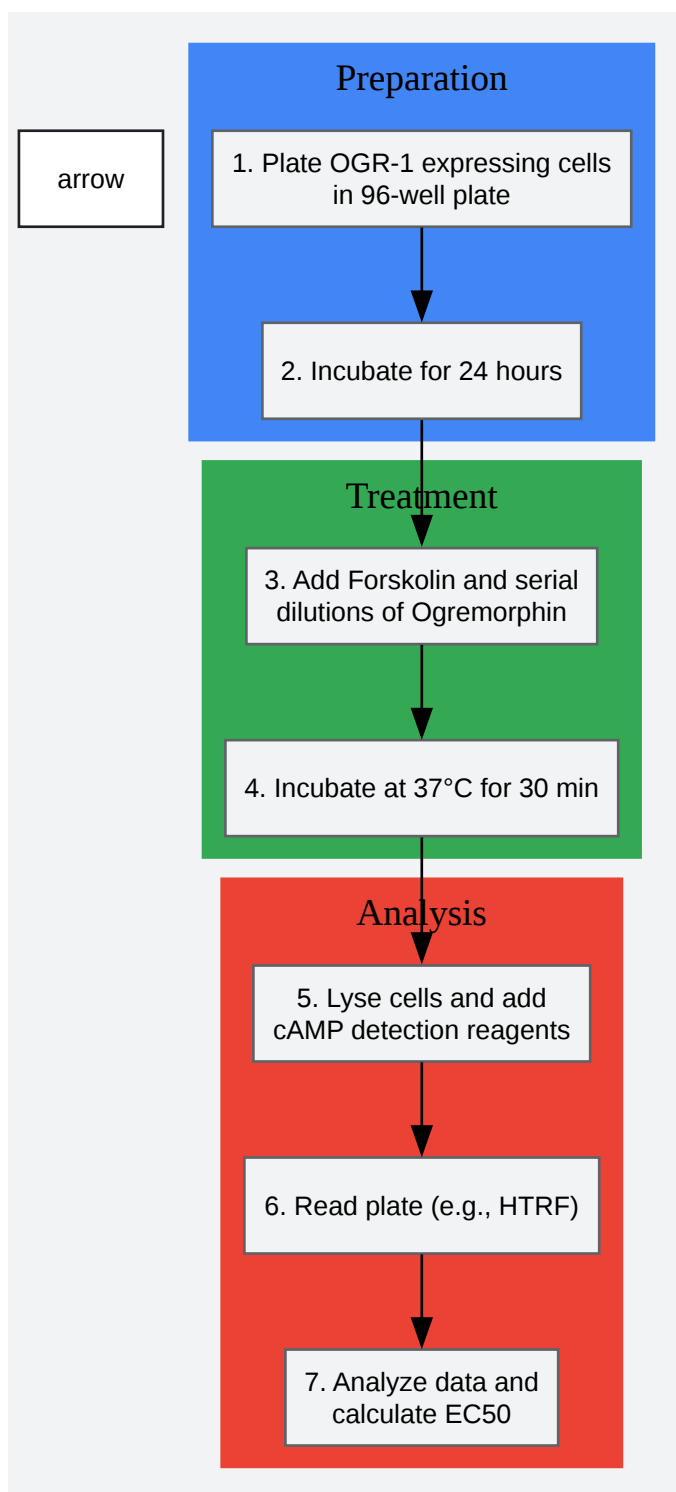 Preparation
arrow
1. Plate OGR-1 expressing cells
in 96-well plate
2. Incubate for 24 hours
Treatment
3. Add Forskolin and serial
dilutions of Ogremorphin
4. Incubate at 37°C for 30 min
Analysis
5. Lyse cells and add
cAMP detection reagents
6. Read plate (e.g., HTRF)
7. Analyze data and
calculate EC50